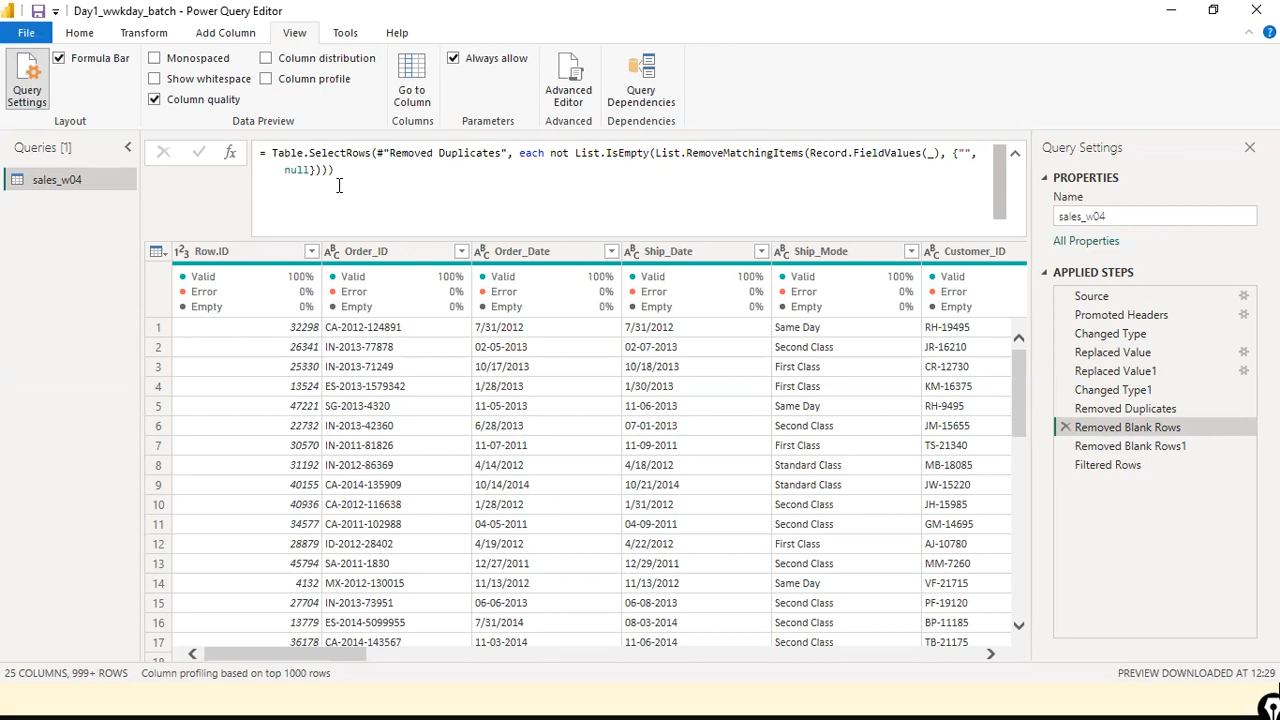 Day1_wwkday_batch - Power Query Editor
File Home Transform Add Column View Tools Help
Query Settings
Formula Bar
Layout
Monospaced Column distribution
Show whitespace Column profile
Column quality
Data Preview
Go to Column
Columns
Always allow
Parameters
Advanced Editor
Advanced
Query Dependencies
Dependencies
Queries [1]
sales_w04
fx
= Table.SelectRows(#"Removed Duplicates", each not List.IsEmpty(List.RemoveMatchingItems(Record.FieldValues(_), {"",
null})))
1 2 3 Row.ID ABC Order_ID ABC Order_Date ABC Ship_Date ABC Ship_Mode ABC Customer_ID
Valid 100% Valid 100% Valid 100% Valid 100% Valid 100% Valid
Error 0% Error 0% Error 0% Error 0% Error 0% Error
Empty 0% Empty 0% Empty 0% Empty 0% Empty 0% Empty
1 32298 CA-2012-124891 7/31/2012 7/31/2012 Same Day RH-19495
2 26341 IN-2013-77878 02-05-2013 02-07-2013 Second Class JR-16210
3 25330 IN-2013-71249 10/17/2013 10/18/2013 First Class CR-12730
4 13524 ES-2013-1579342 1/28/2013 1/30/2013 First Class KM-16375
5 47221 SG-2013-4320 11-05-2013 11-06-2013 Same Day RH-9495
6 22732 IN-2013-42360 6/28/2013 07-01-2013 Second Class JM-15655
7 30570 IN-2011-81826 11-07-2011 11-09-2011 First Class TS-21340
8 31192 IN-2012-86369 4/14/2012 4/18/2012 Standard Class MB-18085
9 40155 CA-2014-135909 10/14/2014 10/21/2014 Standard Class JW-15220
10 40936 CA-2012-116638 1/28/2012 1/31/2012 Second Class JH-15985
11 34577 CA-2011-102988 04-05-2011 04-09-2011 Second Class GM-14695
12 28879 ID-2012-28402 4/19/2012 4/22/2012 First Class AJ-10780
13 45794 SA-2011-1830 12/27/2011 12/29/2011 Second Class MM-7260
14 4132 MX-2012-130015 11/13/2012 11/13/2012 Same Day VF-21715
15 27704 IN-2013-73951 06-06-2013 06-08-2013 Second Class PF-19120
16 13779 ES-2014-5099955 7/31/2014 08-03-2014 Second Class BP-11185
17 36178 CA-2014-143567 11-03-2014 11-06-2014 Second Class TB-21175
Query Settings
PROPERTIES
Name
sales_w04
All Properties
APPLIED STEPS
Source
Promoted Headers
Changed Type
Replaced Value
Replaced Value1
Changed Type1
Removed Duplicates
Removed Blank Rows
Removed Blank Rows1
Filtered Rows
25 COLUMNS, 999+ ROWS Column profiling based on top 1000 rows PREVIEW DOWNLOADED AT 12:29